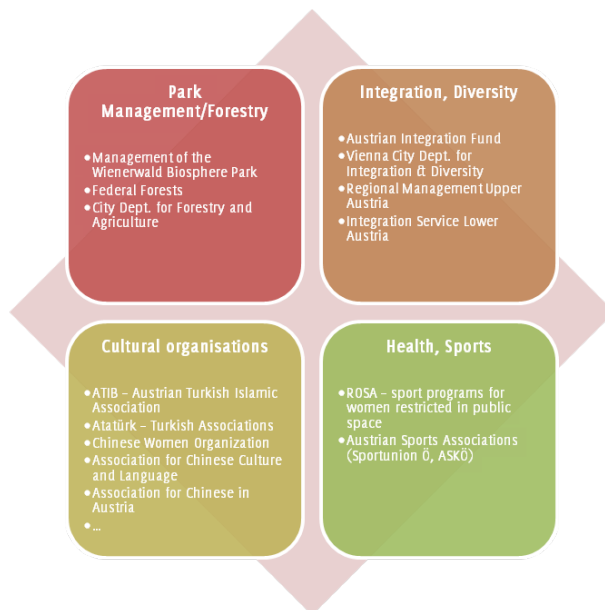 Park
Management/Forestry
•Management of the
Wienerwald Biosphere Park
•Federal Forests
•City Dept. for Forestry and
Agriculture
Integration, Diversity
•Austrian Integration Fund
•Vienna City Dept. for
Integration & Diversity
•Regional Management Upper
Austria
•Integration Service Lower
Austria
Cultural organisations
•ATIB – Austrian Turkish Islamic
Association
•Atatûrk – Turkish Associations
•Chinese Women Organization
•Association for Chinese Culture
and Language
•Association for Chinese in
Austria
•...
Health, Sports
•ROSA – sport programs for
women restricted in public
space
•Austrian Sports Associations
(Sportunion Ö, ASKÖ)